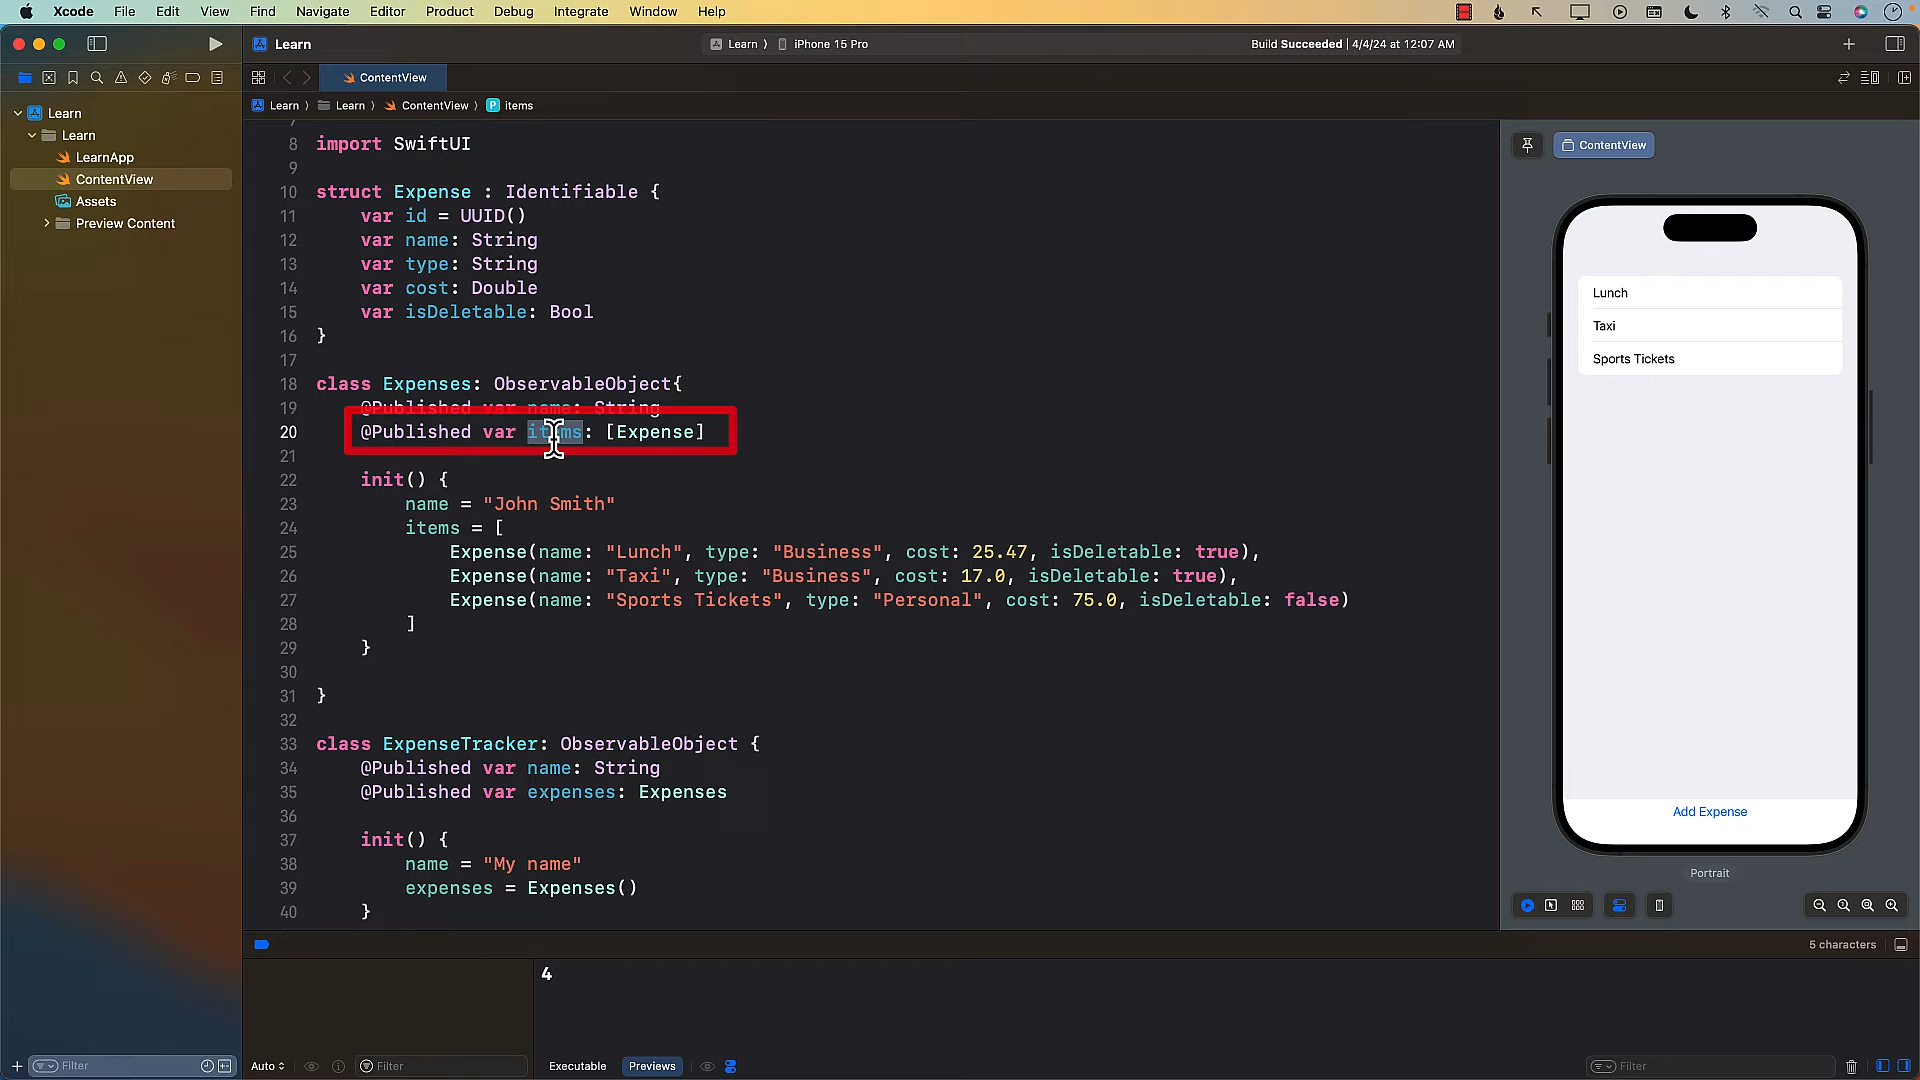 Xcode File Edit View Find Navigate Editor Product Debug Integrate Window Help
Learn
Learn ⟩ iPhone 15 Pro
Build Succeeded | 4/4/24 at 12:07 AM
ContentView
Learn ⟩ Learn ⟩ ContentView ⟩ P items
Learn
Learn
LearnApp
ContentView
Assets
Preview Content
7
8 import SwiftUI
9
10 struct Expense : Identifiable {
11 var id = UUID()
12 var name: String
13 var type: String
14 var cost: Double
15 var isDeletable: Bool
16 }
17
18 class Expenses: ObservableObject{
19 @Published var name: String
20 @Published var items: [Expense]
21
22 init() {
23 name = "John Smith"
24 items = [
25 Expense(name: "Lunch", type: "Business", cost: 25.47, isDeletable: true),
26 Expense(name: "Taxi", type: "Business", cost: 17.0, isDeletable: true),
27 Expense(name: "Sports Tickets", type: "Personal", cost: 75.0, isDeletable: false)
28 ]
29 }
30
31 }
32
33 class ExpenseTracker: ObservableObject {
34 @Published var name: String
35 @Published var expenses: Expenses
36
37 init() {
38 name = "My name"
39 expenses = Expenses()
40 }
ContentView
Lunch
Taxi
Sports Tickets
Add Expense
Portrait
5 characters
4
Filter
Auto
Filter
Executable Previews
Filter